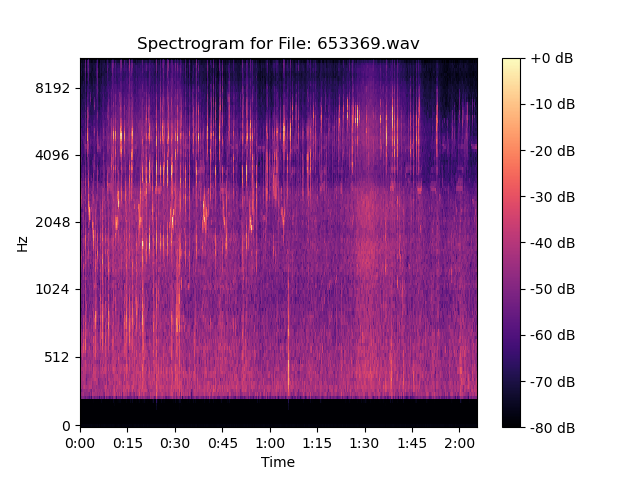 Spectrogram for File: 653369.wav
+0 dB
8192
-10 dB
4096
-20 dB
-30 dB
2048
Hz
-40 dB
1024
-50 dB
-60 dB
512
-70 dB
0
-80 dB
0:00 0:15 0:30 0:45 1:00 1:15 1:30 1:45 2:00
Time